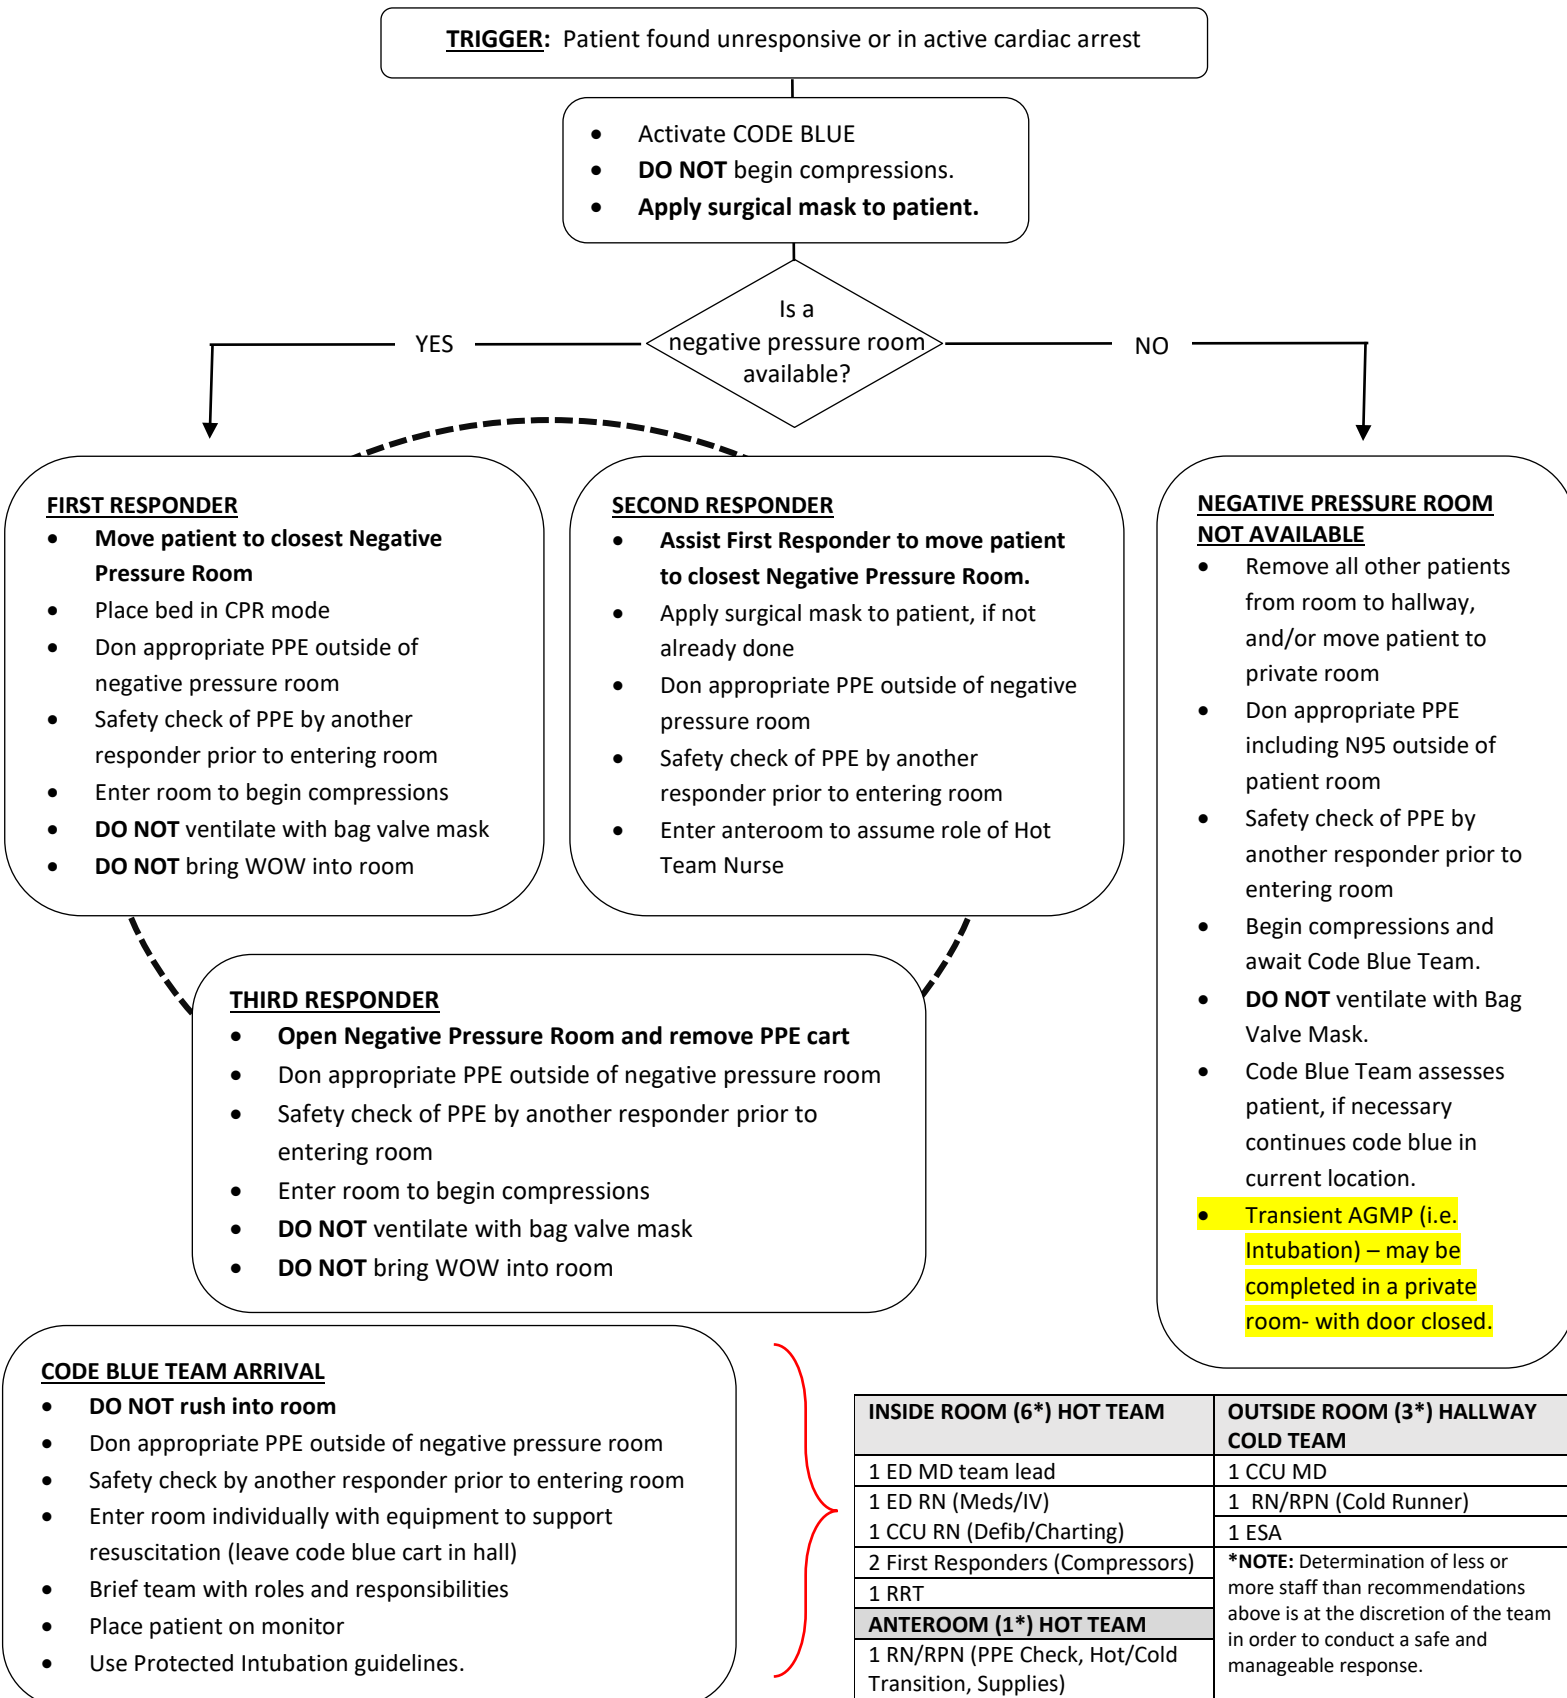 TRIGGER: Patient found unresponsive or in active cardiac arrest
• Activate CODE BLUE
• DO NOT begin compressions.
• Apply surgical mask to patient.
Is a
negative pressure room
available?
YES
NO
FIRST RESPONDER
• Move patient to closest Negative
Pressure Room
• Place bed in CPR mode
• Don appropriate PPE outside of
negative pressure room
• Safety check of PPE by another
responder prior to entering room
• Enter room to begin compressions
• DO NOT ventilate with bag valve mask
• DO NOT bring WOW into room
SECOND RESPONDER
• Assist First Responder to move patient
to closest Negative Pressure Room.
• Apply surgical mask to patient, if not
already done
• Don appropriate PPE outside of negative
pressure room
• Safety check of PPE by another
responder prior to entering room
• Enter anteroom to assume role of Hot
Team Nurse
NEGATIVE PRESSURE ROOM
NOT AVAILABLE
• Remove all other patients
from room to hallway,
and/or move patient to
private room
• Don appropriate PPE
including N95 outside of
patient room
• Safety check of PPE by
another responder prior to
entering room
• Begin compressions and
await Code Blue Team.
• DO NOT ventilate with Bag
Valve Mask.
• Code Blue Team assesses
patient, if necessary
continues code blue in
current location.
• Transient AGMP (i.e.
Intubation) – may be
completed in a private
room- with door closed.
THIRD RESPONDER
• Open Negative Pressure Room and remove PPE cart
• Don appropriate PPE outside of negative pressure room
• Safety check of PPE by another responder prior to
entering room
• Enter room to begin compressions
• DO NOT ventilate with bag valve mask
• DO NOT bring WOW into room
CODE BLUE TEAM ARRIVAL
• DO NOT rush into room
• Don appropriate PPE outside of negative pressure room
• Safety check by another responder prior to entering room
• Enter room individually with equipment to support
resuscitation (leave code blue cart in hall)
• Brief team with roles and responsibilities
• Place patient on monitor
• Use Protected Intubation guidelines.
INSIDE ROOM (6*) HOT TEAM
1 ED MD team lead
1 ED RN (Meds/IV)
1 CCU RN (Defib/Charting)
2 First Responders (Compressors)
1 RRT
ANTEROOM (1*) HOT TEAM
1 RN/RPN (PPE Check, Hot/Cold
Transition, Supplies)
OUTSIDE ROOM (3*) HALLWAY
COLD TEAM
1 CCU MD
1 RN/RPN (Cold Runner)
1 ESA
*NOTE: Determination of less or
more staff than recommendations
above is at the discretion of the team
in order to conduct a safe and
manageable response.